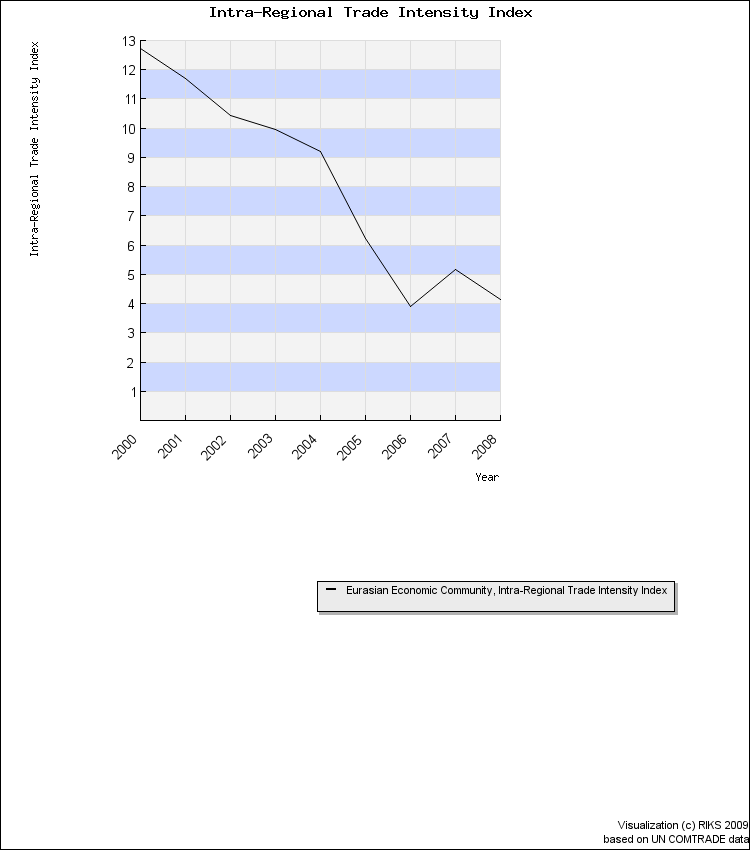 Intra-Regional Trade Intensity Index
Intra-Regional Trade Intensity Index
13
12
11
10
9
8
7
6
5
4
3
2
1
2000 2001 2002 2003 2004 2005 2006 2007 2008
Year
Eurasian Economic Community, Intra-Regional Trade Intensity Index
Visualization (c) RIKS 2009
based on UN COMTRADE data